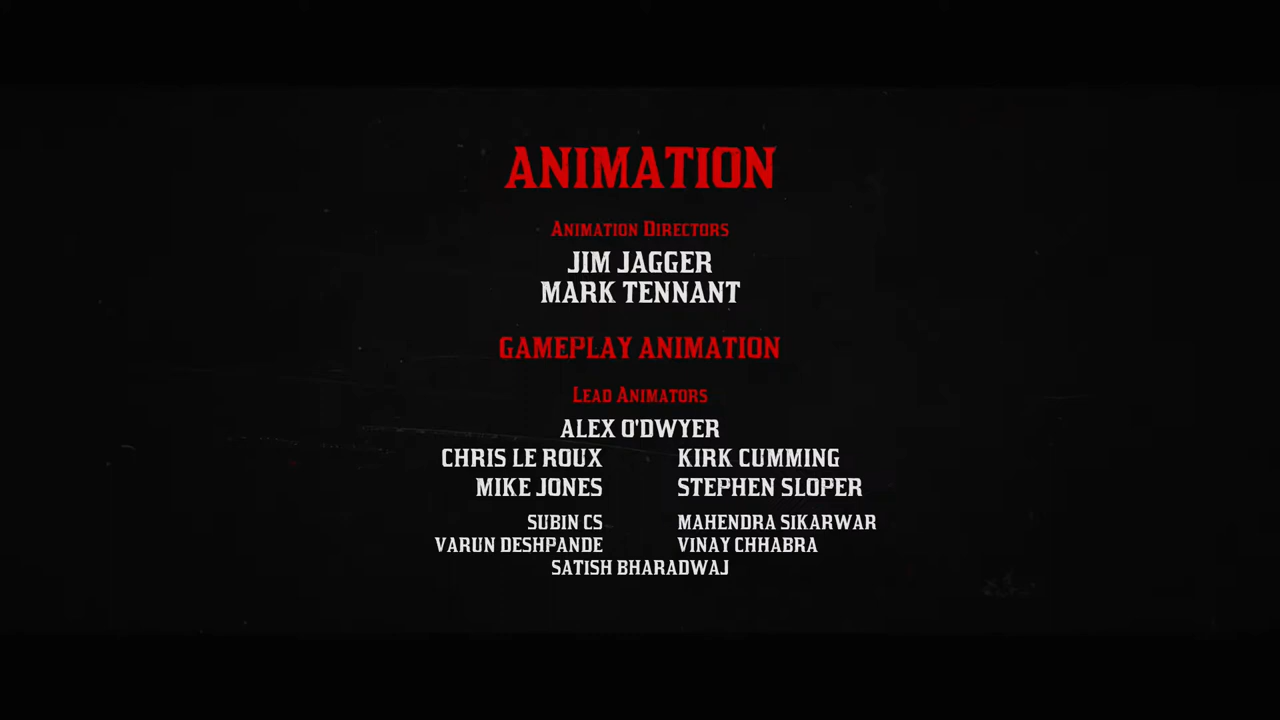 ANIMATION
ANIMATION DIRECTORS
JIM JAGGER
MARK TENNANT
GAMEPLAY ANIMATION
LEAD ANIMATORS
ALEX O'DWYER
CHRIS LE ROUX KIRK CUMMING
MIKE JONES STEPHEN SLOPER
SUBIN CS MAHENDRA SIKARWAR
VARUN DESHPANDE VINAY CHHABRA
SATISH BHARADWAJ